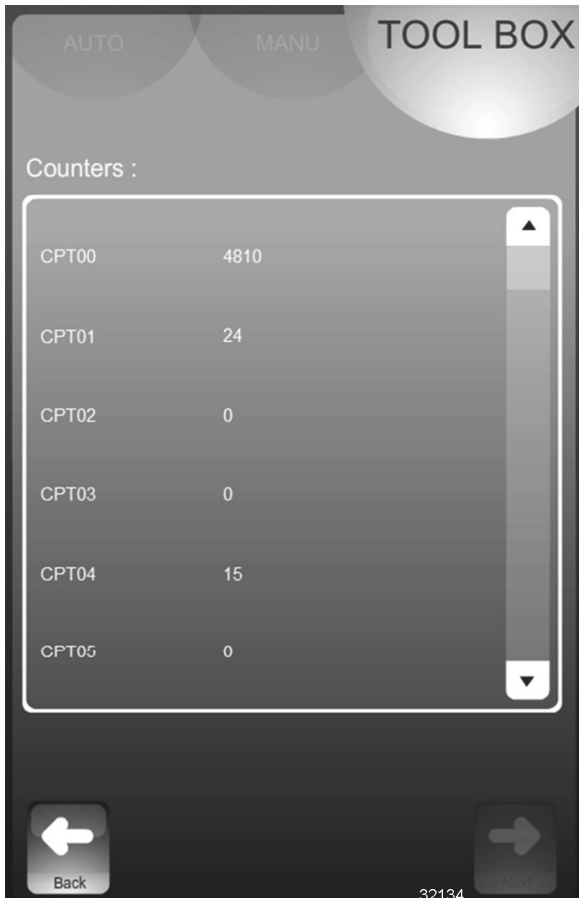 AUTO MANU TOOL BOX
Counters :
CPT00 4810
CPT01 24
CPT02 0
CPT03 0
CPT04 15
CPT05 0
Back Next
32134